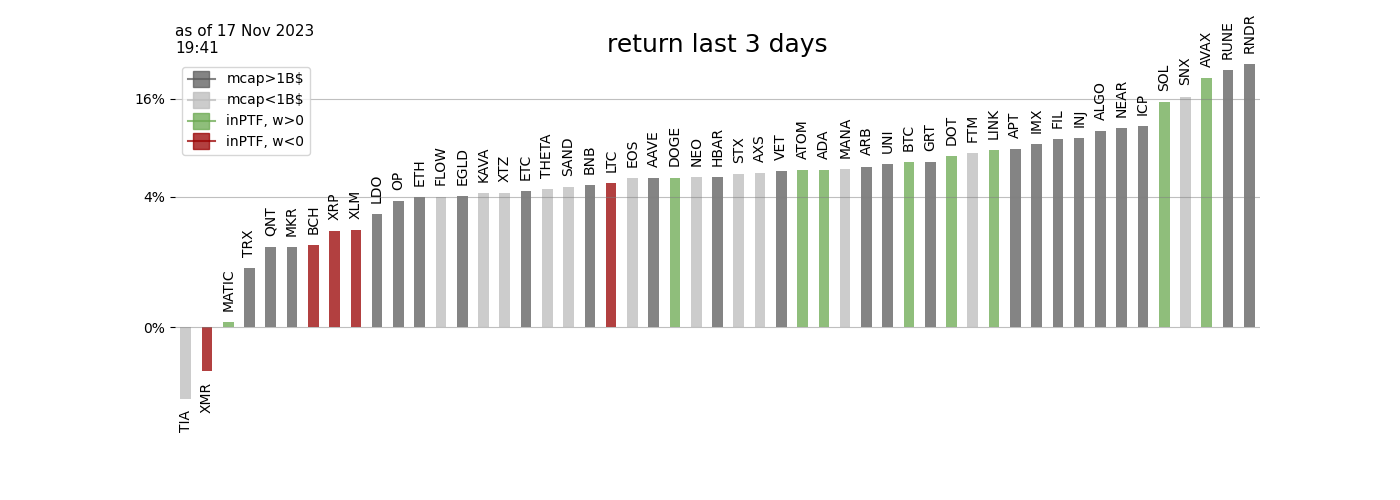 as of 17 Nov 2023
19:41
return last 3 days
mcap>1B$
mcap<1B$
inPTF, w>0
inPTF, w<0
16%
4%
0%
TIA
XMR
MATIC
TRX
QNT
MKR
BCH
XRP
XLM
LDO
OP
ETH
FLOW
EGLD
KAVA
XTZ
ETC
THETA
SAND
BNB
LTC
EOS
AAVE
DOGE
NEO
HBAR
STX
AXS
VET
ATOM
ADA
MANA
ARB
UNI
BTC
GRT
DOT
FTM
LINK
APT
IMX
FIL
INJ
ALGO
NEAR
ICP
SOL
SNX
AVAX
RUNE
RNDR